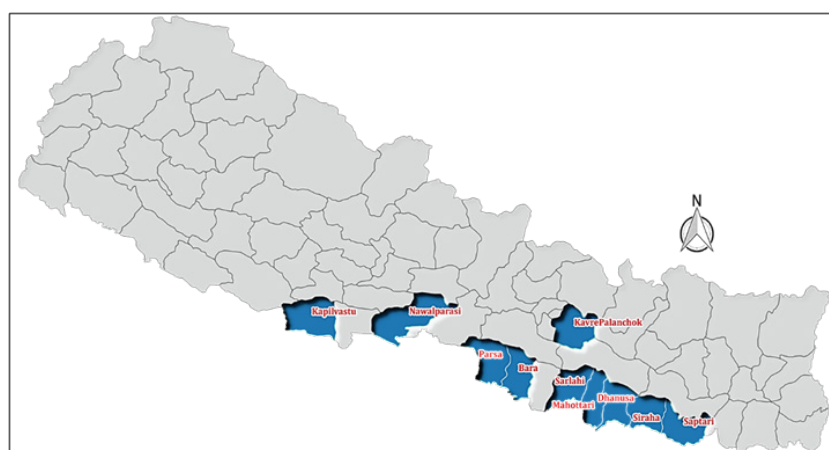 N
Kapilvastu
Nawalparasi
KavrePalanchok
Parsa
Bara
Sarlahi
Mahottari
Dhanusa
Siraha
Saptari